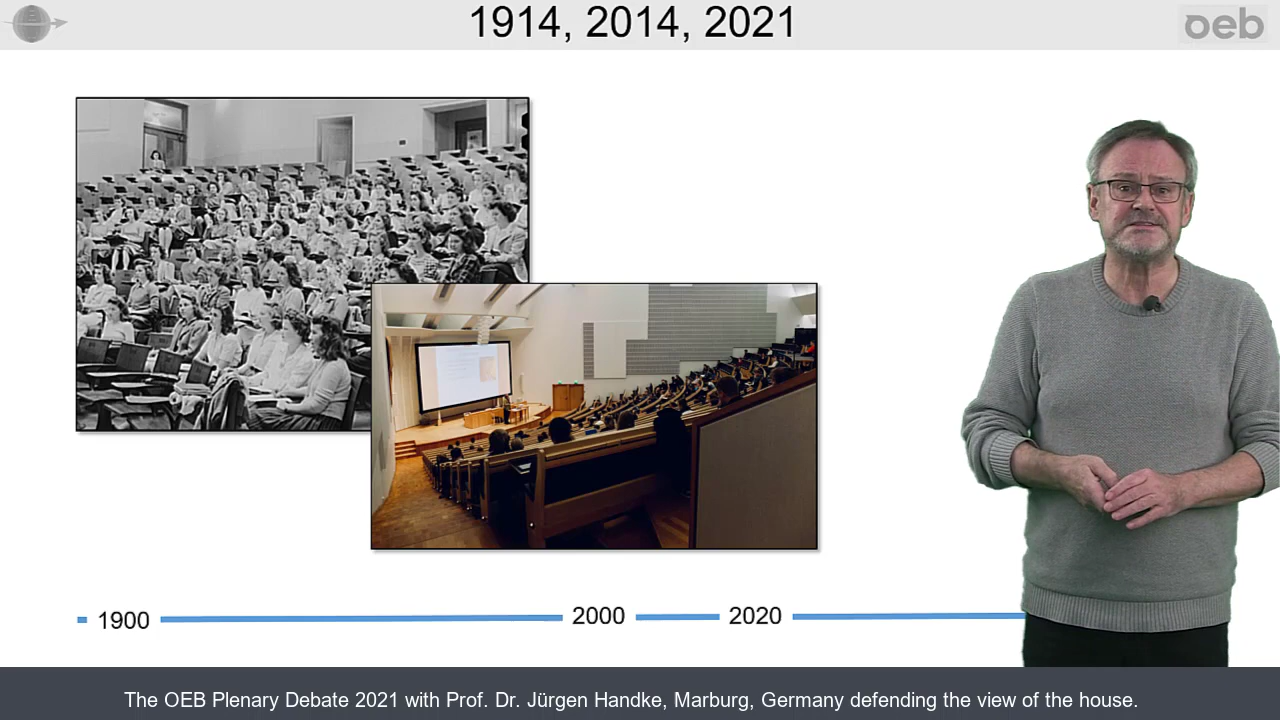 1914, 2014, 2021
oeb
1900
2000
2020
The OEB Plenary Debate 2021 with Prof. Dr. Jürgen Handke, Marburg, Germany defending the view of the house.